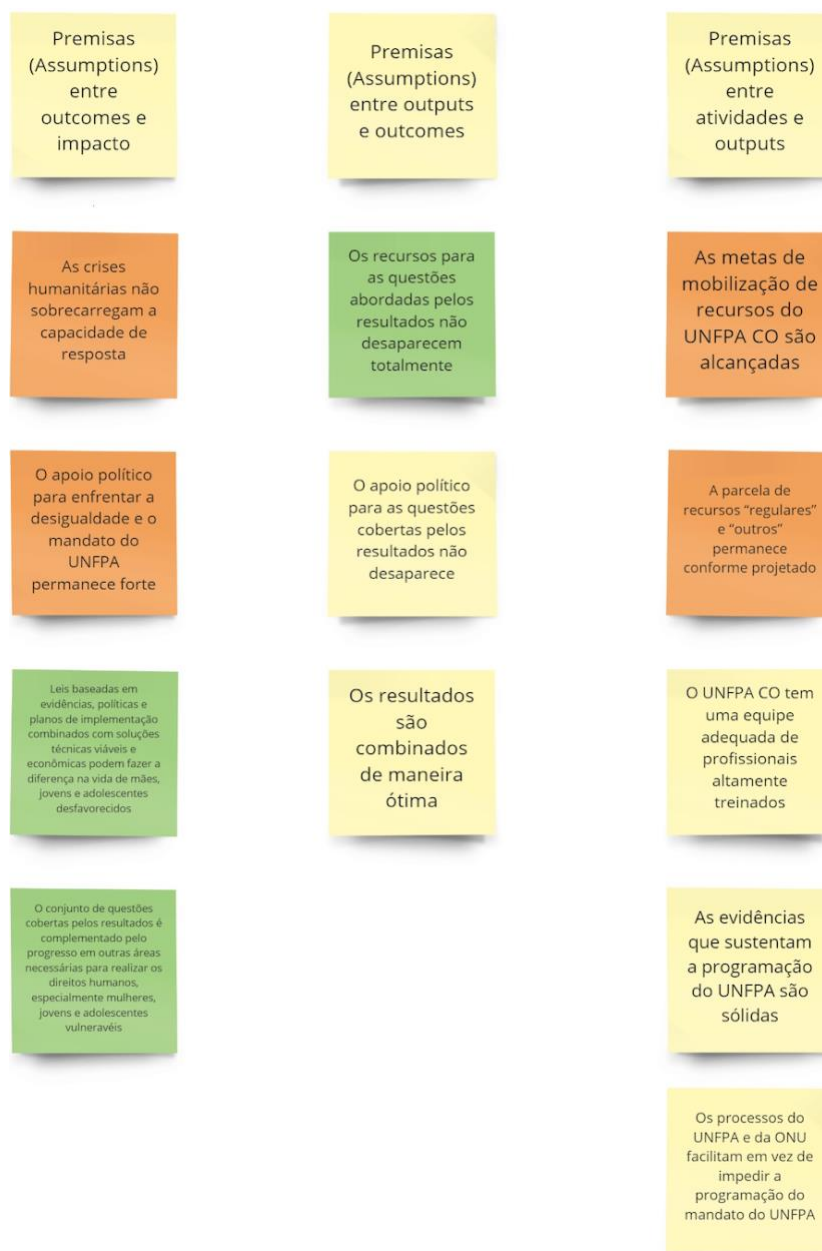 Premisas
(Assumptions)
entre
outcomes e
impacto
As crises
humanitárias não
sobrecarregam a
capacidade de
resposta
O apoio político
para enfrentar a
desigualdade e o
mandato do
UNFPA
permanece forte
Leis baseadas em
evidências, políticas e
planos de implementação
combinados com soluções
técnicas viáveis e
econômicas podem fazer a
diferença na vida de mães,
jovens e adolescentes
desfavorecidos
O conjunto de questões
cobertas pelos resultados é
complementado pelo
progresso em outras áreas
necessárias para realizar os
direitos humanos,
especialmente mulheres,
jovens e adolescentes
vulneravéis
Premisas
(Assumptions)
entre outputs
e outcomes
Os recursos para
as questões
abordadas pelos
resultados não
desaparecem
totalmente
O apoio político
para as questões
cobertas pelos
resultados não
desaparece
Os resultados
são
combinados
de maneira
ótima
Premisas
(Assumptions)
entre
atividades e
outputs
As metas de
mobilização de
recursos do
UNFPA CO são
alcançadas
A parcela de
recursos “regulares”
e “outros”
permanece
conforme projetado
O UNFPA CO tem
uma equipe
adequada de
profissionais
altamente
treinados
As evidências
que sustentam
a programação
do UNFPA são
sólidas
Os processos do
UNFPA e da ONU
facilitam em vez de
impedir a
programação do
mandato do UNFPA